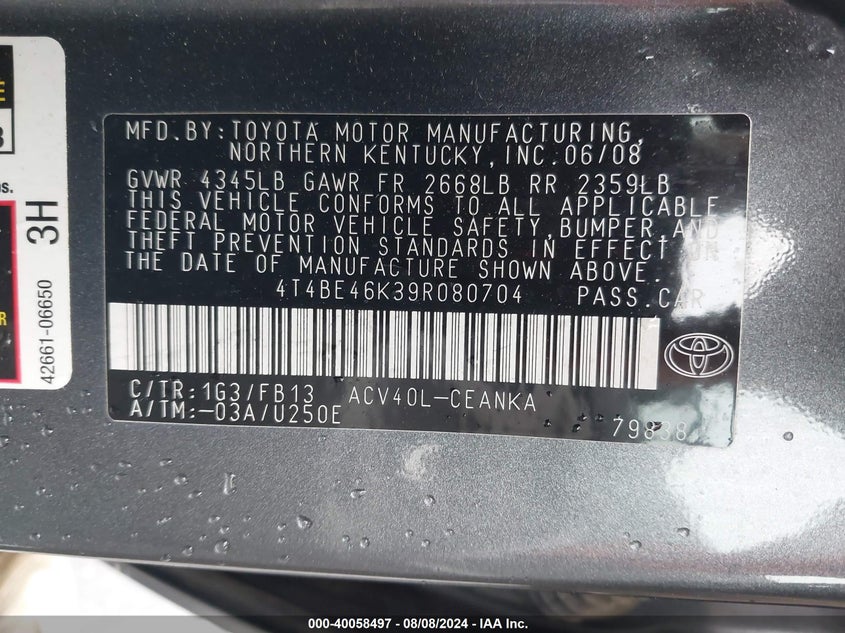 MFD.BY:TOYOTA MOTOR MANUFACTURING,
NORTHERN KENTUCKY,INC.06/08
GVWR 4345LB GAWR FR 2668LB RR 2359LB
THIS VEHICLE CONFORMS TO ALL APPLICABLE
FEDERAL MOTOR VEHICLE SAFETY,BUMPER,AND
THEFT PREVENTION STANDARDS IN EFFECT ON
THE DATE OF MANUFACTURE SHOWN ABOVE.
4T4BE46K39R080704 PASS.CAR
C/TR:1G3/FB13 ACV40L-CEANKA
A/TM:-03A/U250E
3H
42661-06650
000-40058497 - 08/08/2024 - IAA Inc.